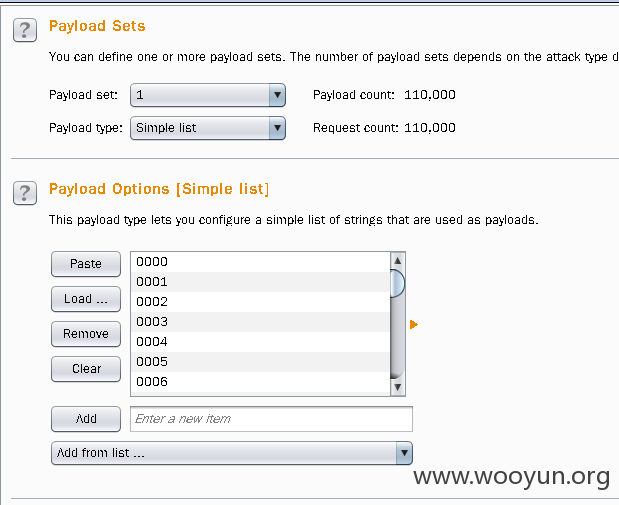 ? Payload Sets
You can define one or more payload sets. The number of payload sets depends on the attack type d
Payload set: 1 Payload count: 110,000
Payload type: Simple list Request count: 110,000
? Payload Options [Simple list]
This payload type lets you configure a simple list of strings that are used as payloads.
Paste
Load ...
Remove
Clear
0000
0001
0002
0003
0004
0005
0006
Add Enter a new item
Add from list ...
www.wooyun.org